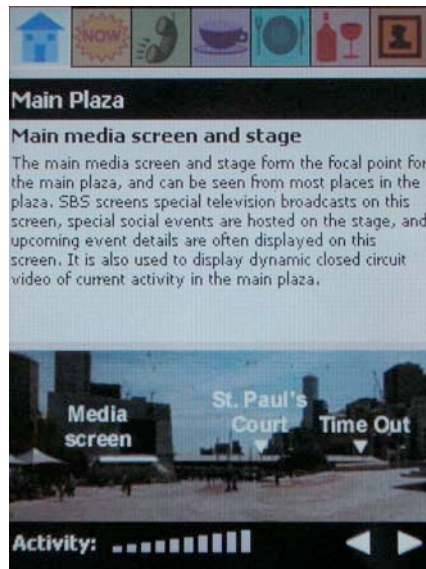 NOW
Main Plaza
Main media screen and stage
The main media screen and stage form the focal point for
the main plaza, and can be seen from most places in the
plaza. SBS screens special television broadcasts on this
screen, special social events are hosted on the stage, and
upcoming event details are often displayed on this
screen. It is also used to display dynamic closed circuit
video of current activity in the main plaza.
Media
screen
St. Paul's
Court
Time Out
Activity: